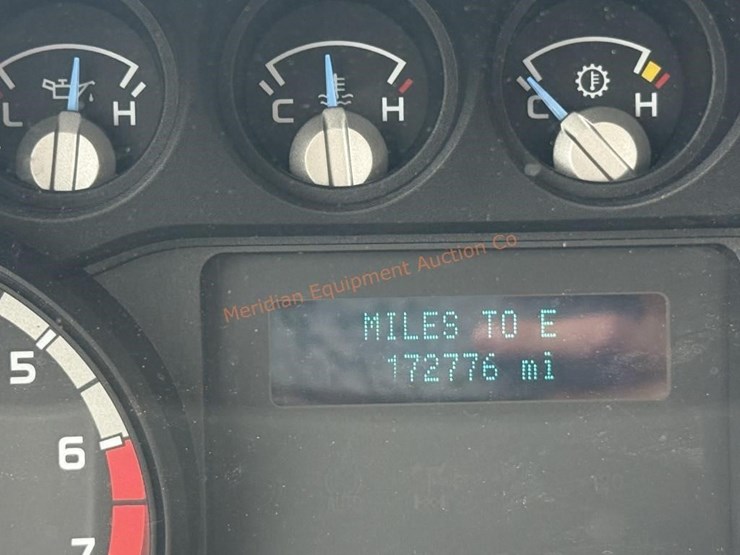 L H
C H
C H
Meridian Equipment Auction Co
MILES TO E
172776 mi
5
6
7